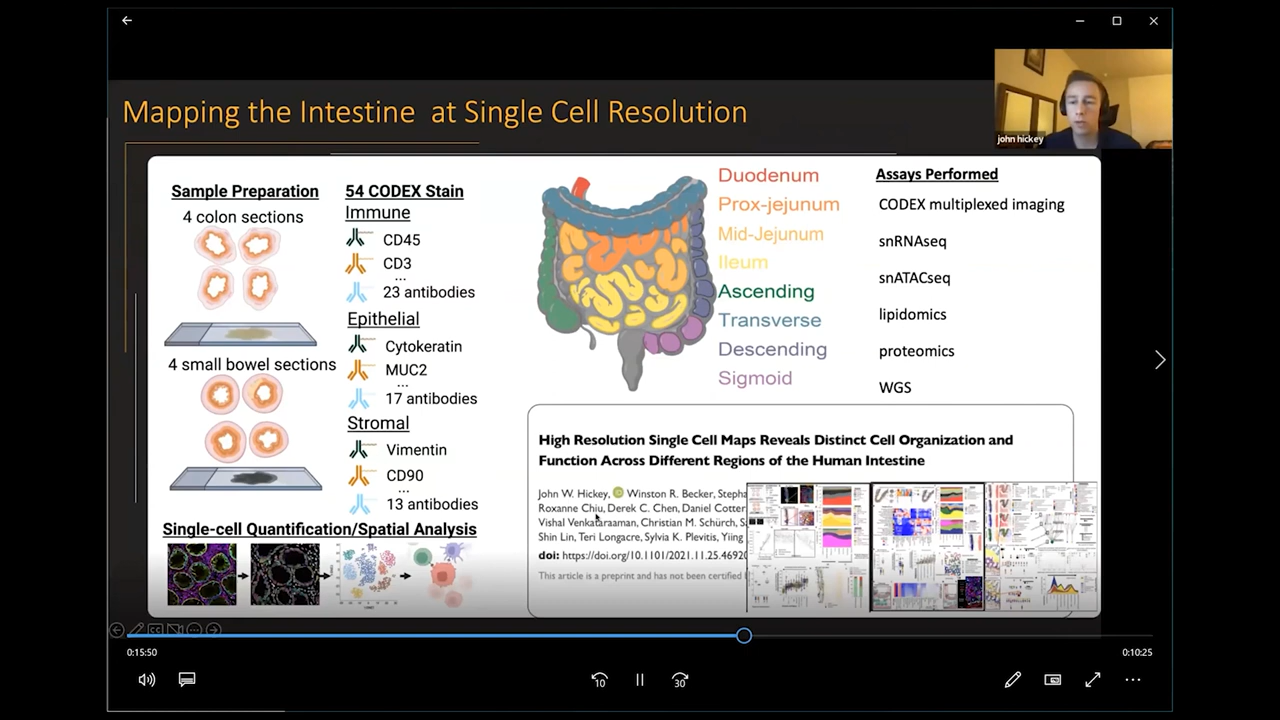 Mapping the Intestine at Single Cell Resolution
john hickey
Sample Preparation
4 colon sections
4 small bowel sections
54 CODEX Stain
Immune
CD45
CD3
...
23 antibodies
Epithelial
Cytokeratin
MUC2
...
17 antibodies
Stromal
Vimentin
CD90
...
13 antibodies
Single-cell Quantification/Spatial Analysis
Duodenum
Prox-jejunum
Mid-Jejunum
Ileum
Ascending
Transverse
Descending
Sigmoid
Assays Performed
CODEX multiplexed imaging
snRNAseq
snATACseq
lipidomics
proteomics
WGS
High Resolution Single Cell Maps Reveals Distinct Cell Organization and
Function Across Different Regions of the Human Intestine
John W. Hickey, Winston R. Becker, Stepha
Roxanne Chiu, Derek C. Chen, Daniel Cotter
Vishal Venkataraman, Christian M. Schürch, S
Shin Lin, Teri Longacre, Sylvia K. Plevitis, Ying
doi: https://doi.org/10.1101/2021.11.25.46920
This article is a preprint and has not been certified
0:15:50
0:10:25
10
30